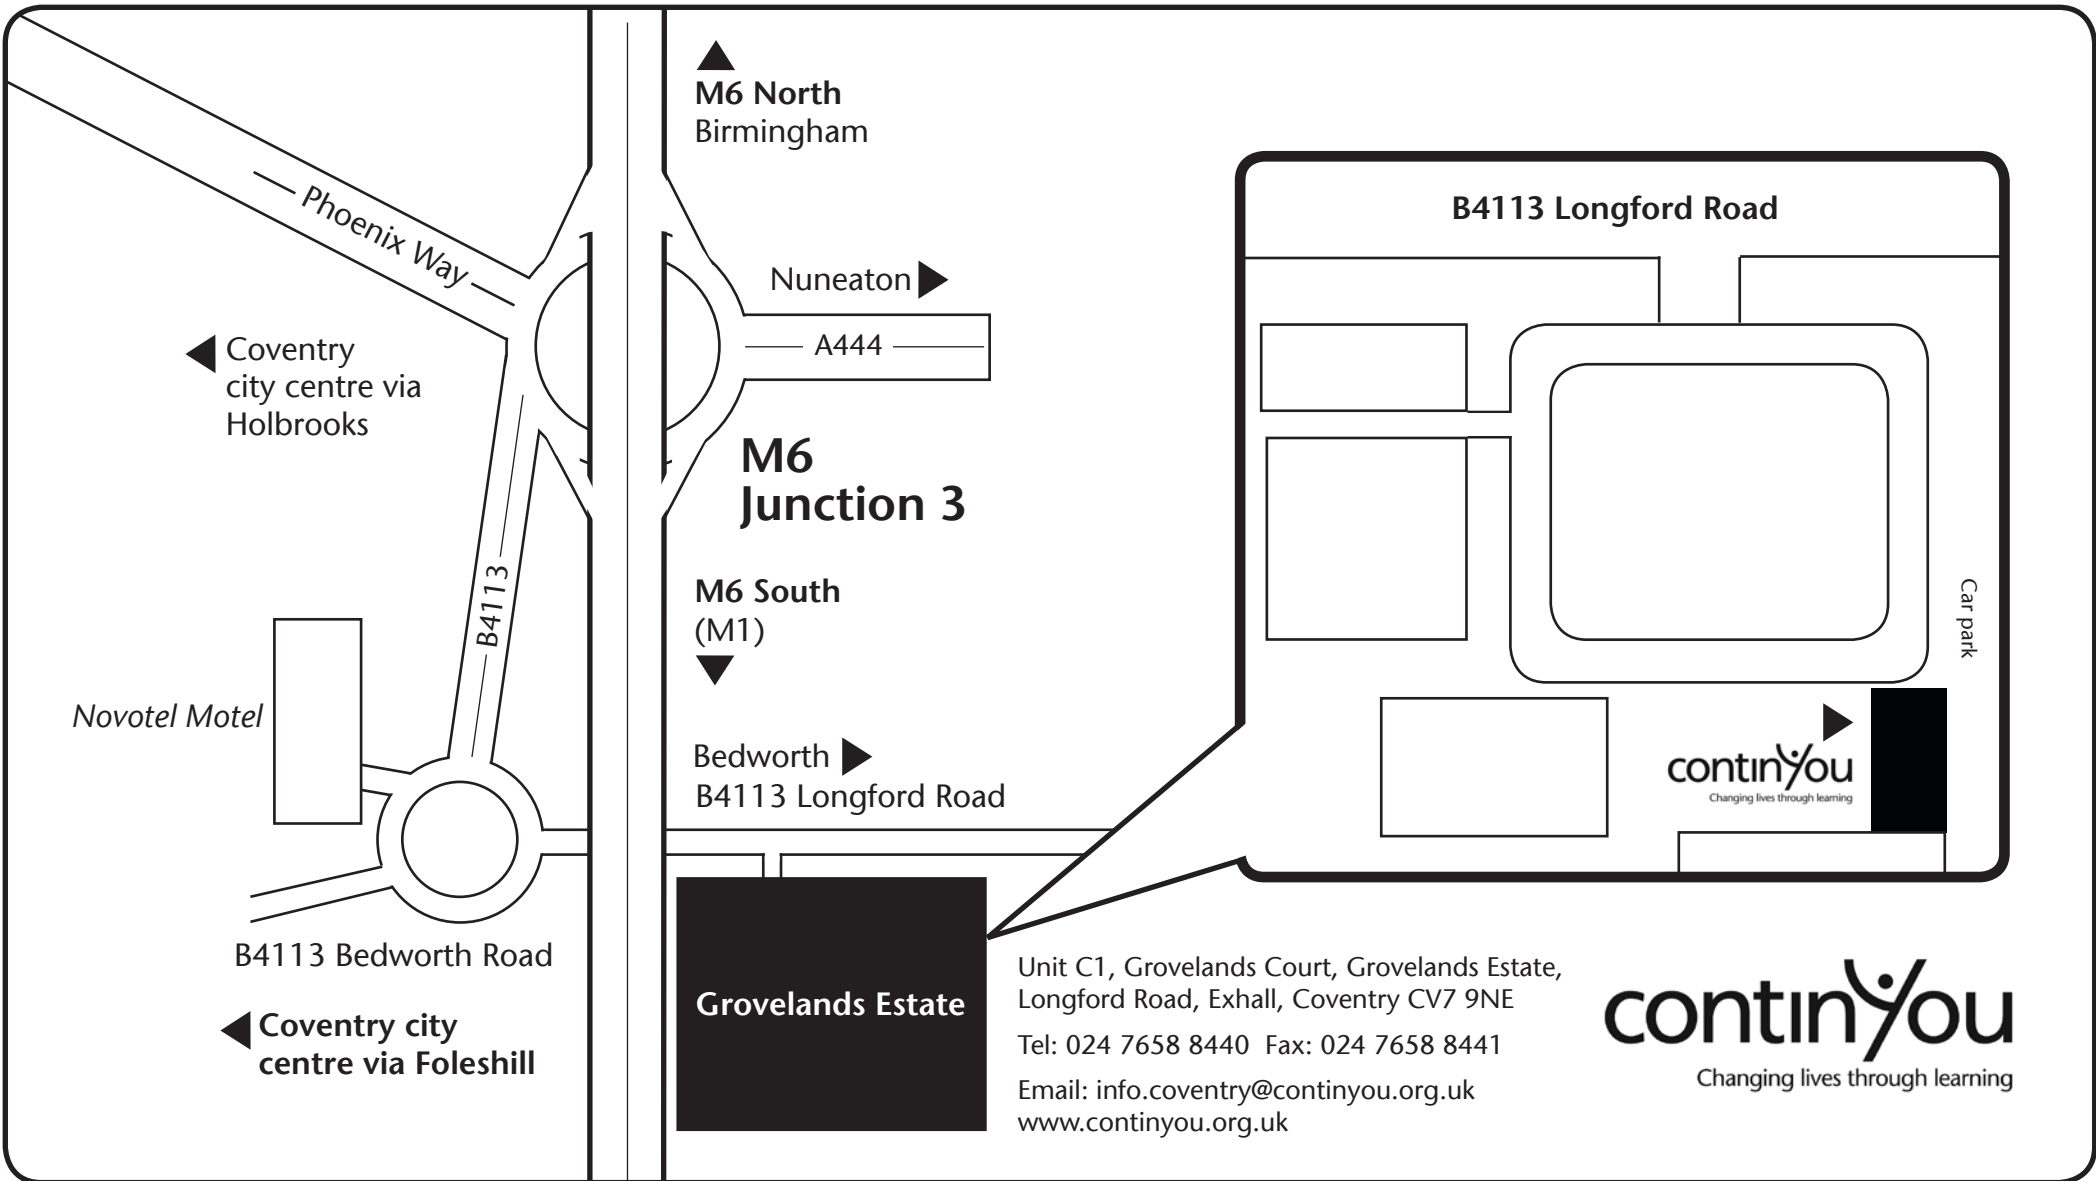 M6 North
Birmingham
Phoenix Way
Nuneaton
A444
Coventry
city centre via
Holbrooks
M6
Junction 3
B4113
M6 South
(M1)
Novotel Motel
Bedworth
B4113 Longford Road
B4113 Bedworth Road
Coventry city
centre via Foleshill
Grovelands Estate
B4113 Longford Road
Car park
continyou
Changing lives through learning
Unit C1, Grovelands Court, Grovelands Estate,
Longford Road, Exhall, Coventry CV7 9NE
Tel: 024 7658 8440 Fax: 024 7658 8441
Email: info.coventry@continyou.org.uk
www.continyou.org.uk
continyou
Changing lives through learning